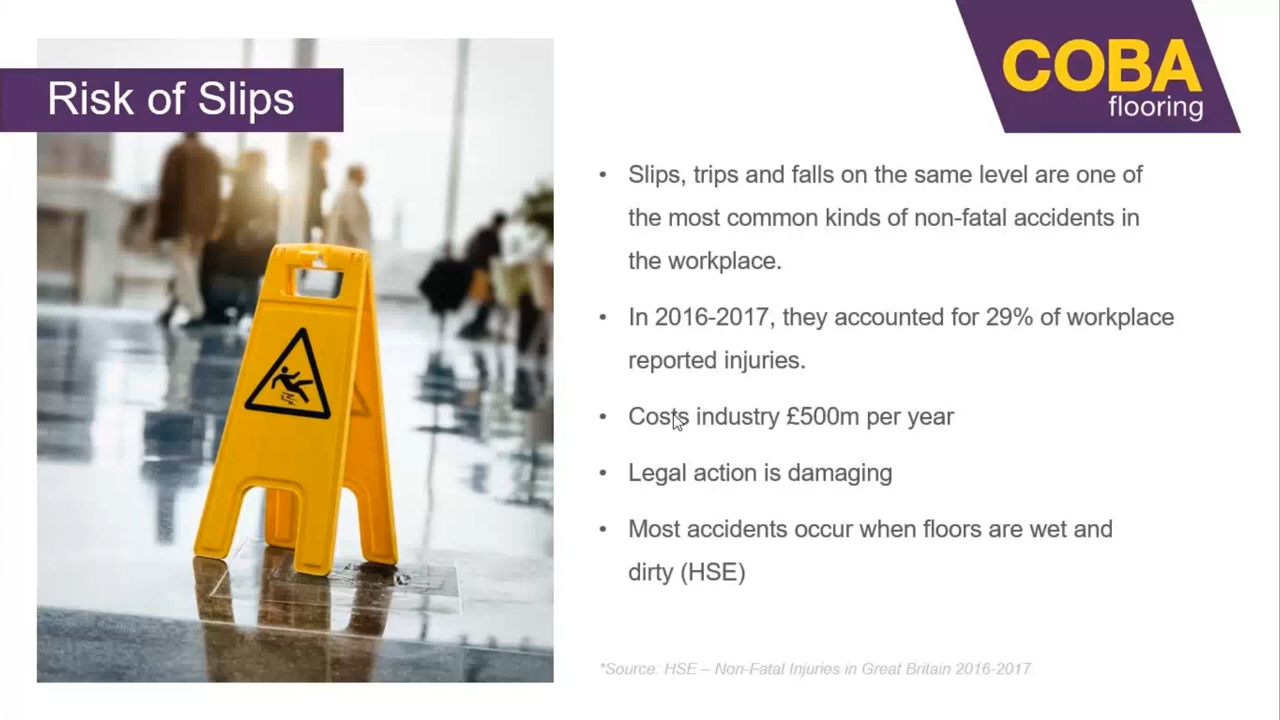 Risk of Slips
COBA
flooring
• Slips, trips and falls on the same level are one of
the most common kinds of non-fatal accidents in
the workplace.
• In 2016-2017, they accounted for 29% of workplace
reported injuries.
• Costs industry £500m per year
• Legal action is damaging
• Most accidents occur when floors are wet and
dirty (HSE)
*Source: HSE – Non-Fatal Injuries in Great Britain 2016-2017